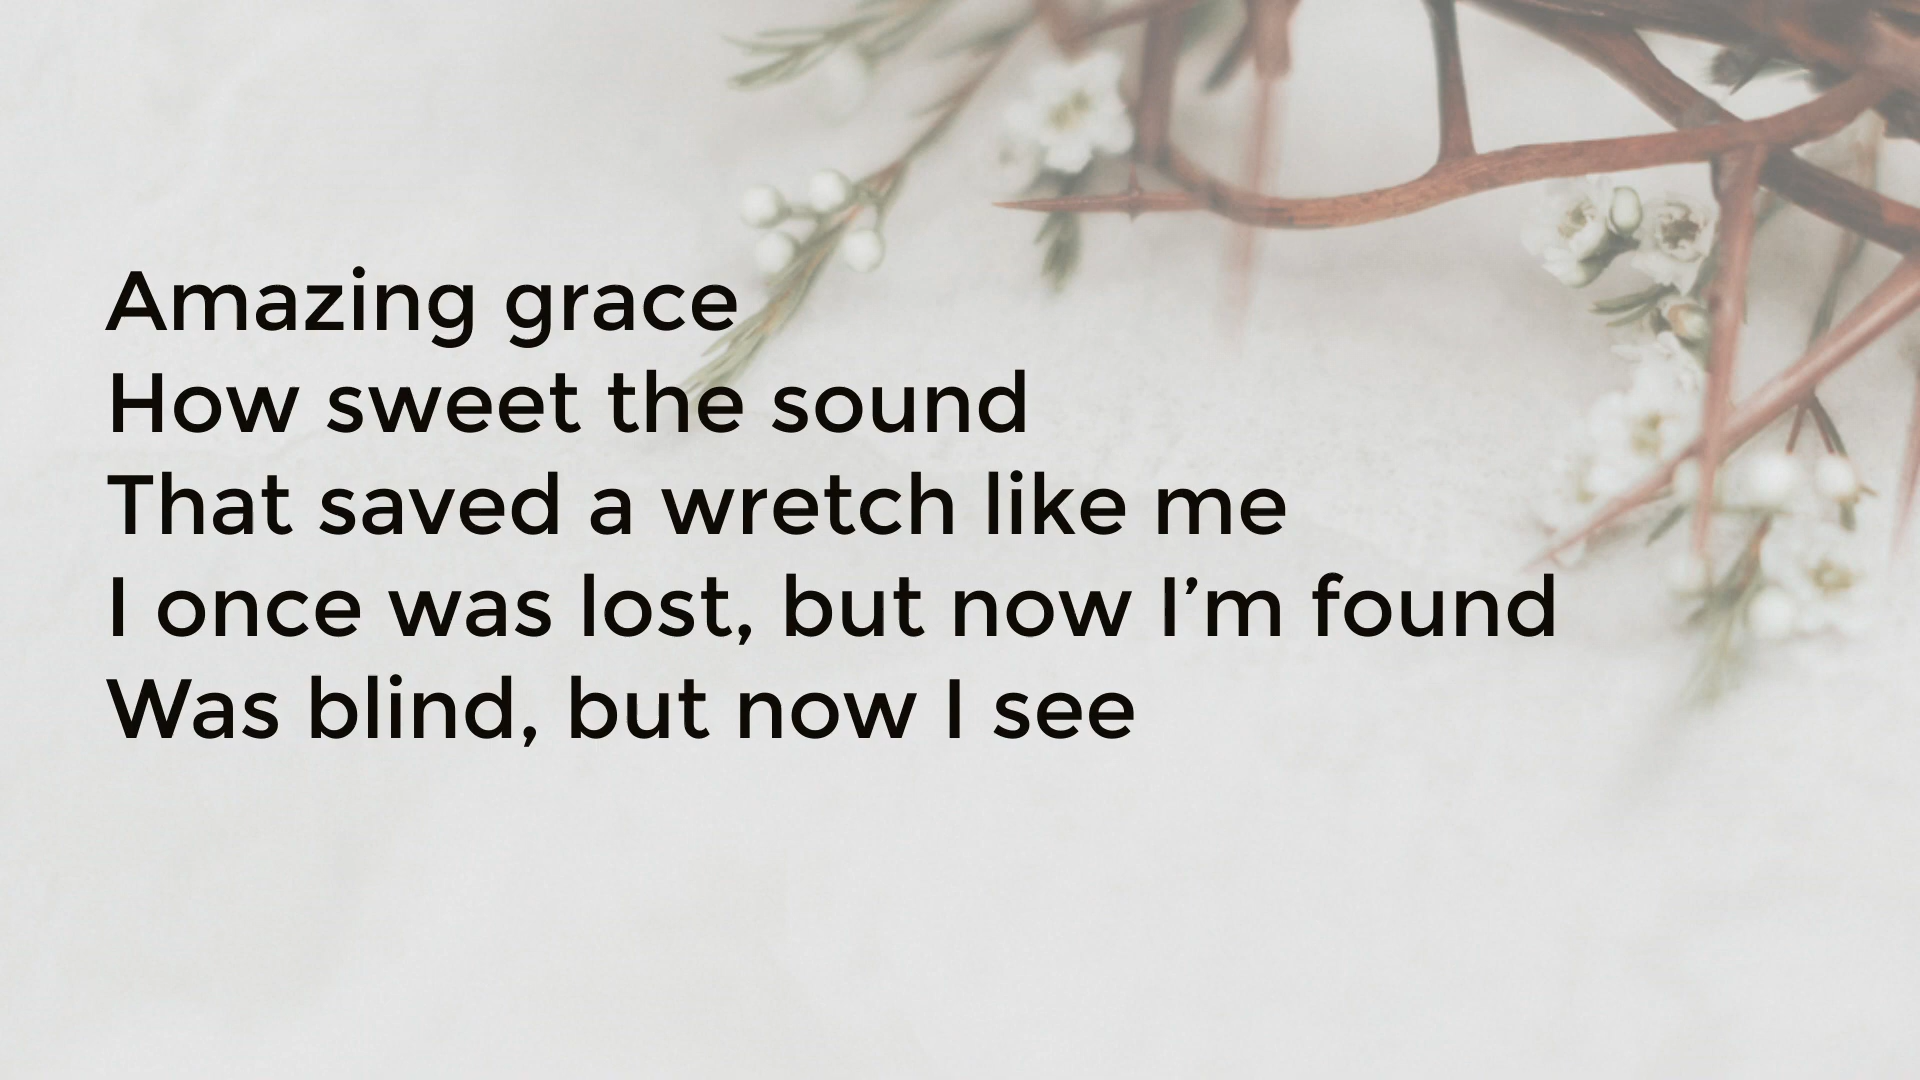 Amazing grace
How sweet the sound
That saved a wretch like me
I once was lost, but now I’m found
Was blind, but now I see